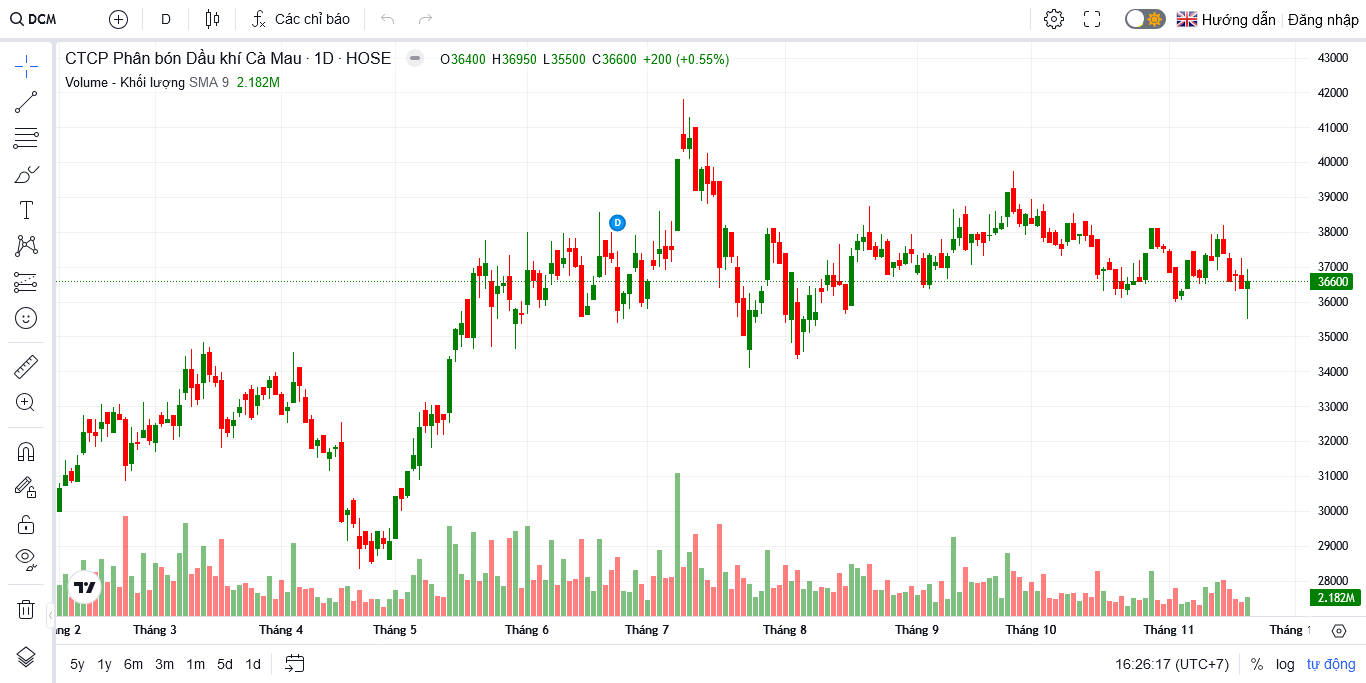 DCM D Các chỉ báo Hướng dẫn Đăng nhập
CTCP Phân bón Dầu khí Cà Mau · 1D · HOSE O36400 H36950 L35500 C36600 +200 (+0.55%)
Volume - Khối lượng SMA 9 2.182M
D
43000
42000
41000
40000
39000
38000
37000
36600
36000
35000
34000
33000
32000
31000
30000
29000
28000
2.182M
ng 2 Tháng 3 Tháng 4 Tháng 5 Tháng 6 Tháng 7 Tháng 8 Tháng 9 Tháng 10 Tháng 11 Tháng 1
5y 1y 6m 3m 1m 5d 1d 16:26:17 (UTC+7) % log tự động